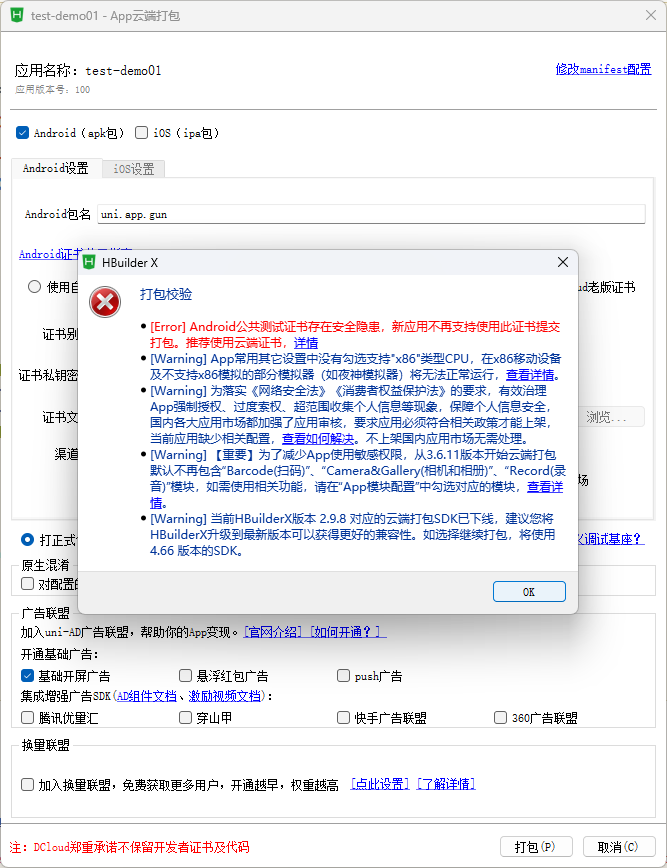 test-demo01 - App云端打包
应用名称：test-demo01
修改manifest配置
应用版本号：100
Android（apk包）
iOS（ipa包）
Android设置
iOS设置
Android包名
uni.app.gun
HBuilder X
使用自
老版证书
打包校验
证书别
[Error] Android公共测试证书存在安全隐患，新应用不再支持使用此证书提交
打包。推荐使用云端证书，详情
[Warning] App常用其它设置中没有勾选支持"x86"类型CPU，在x86移动设备
及不支持x86模拟的部分模拟器（如夜神模拟器）将无法正常运行，查看详情。
证书私钥密
[Warning] 为落实《网络安全法》《消费者权益保护法》的要求，有效治理
App强制授权、过度索权、超范围收集个人信息等现象，保障个人信息安全，
国内各大应用市场都加强了应用审核，要求应用必须符合相关政策才能上架，
当前应用缺少相关配置，查看如何解决。不上架国内应用市场无需处理。
证书文
浏览...
[Warning] 【重要】为了减少App使用敏感权限，从3.6.11版本开始云端打包
默认不再包含“Barcode(扫码)”、“Camera&Gallery(相机和相册)”、“Record(录
音)”模块，如需使用相关功能，请在“App模块配置”中勾选对应的模块，查看详
情。
渠道
场
[Warning] 当前HBuilderX版本 2.9.8 对应的云端打包SDK已下线，建议您将
HBuilderX升级到最新版本可以获得更好的兼容性。如选择继续打包，将使用
4.66 版本的SDK。
打正式
调试基座？
原生混淆
对配置的
OK
广告联盟
加入uni-AD广告联盟，帮助你的App变现。[官网介绍] [如何开通？]
开通基础广告：
基础开屏广告
悬浮红包广告
push广告
集成增强广告SDK(AD组件文档、激励视频文档)：
腾讯优量汇
穿山甲
快手广告联盟
360广告联盟
换量联盟
加入换量联盟，免费获取更多用户，开通越早，权重越高 [点此设置] [了解详情]
注：DCloud郑重承诺不保留开发者证书及代码
打包(P)
取消(C)